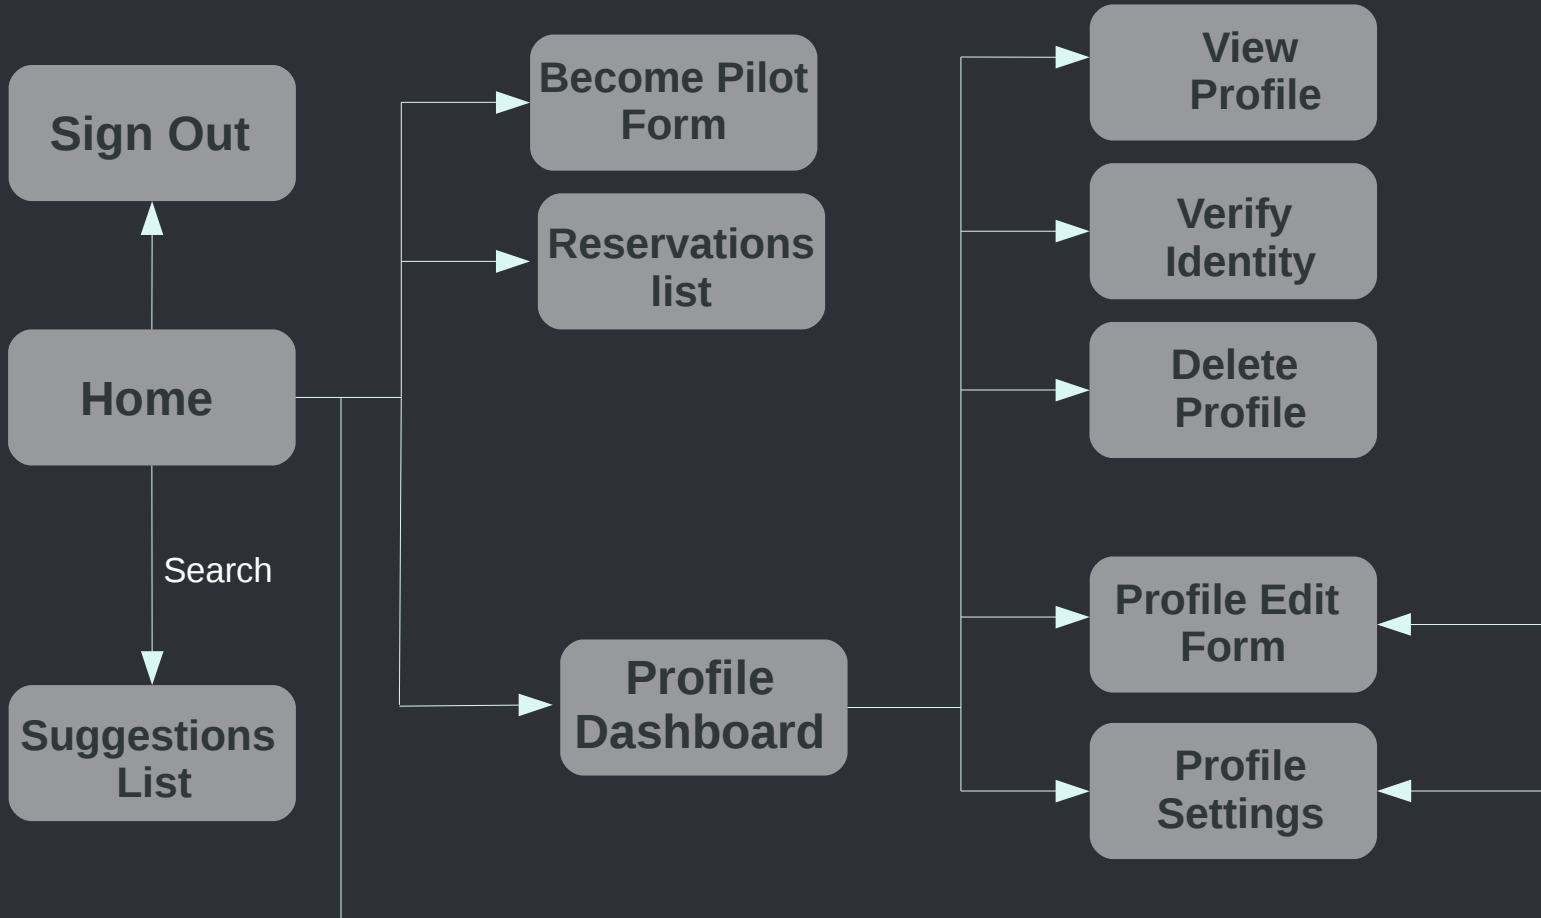 Sign Out
Home
Search
Suggestions
List
Become Pilot
Form
Reservations
list
Profile
Dashboard
View
Profile
Verify
Identity
Delete
Profile
Profile Edit
Form
Profile
Settings